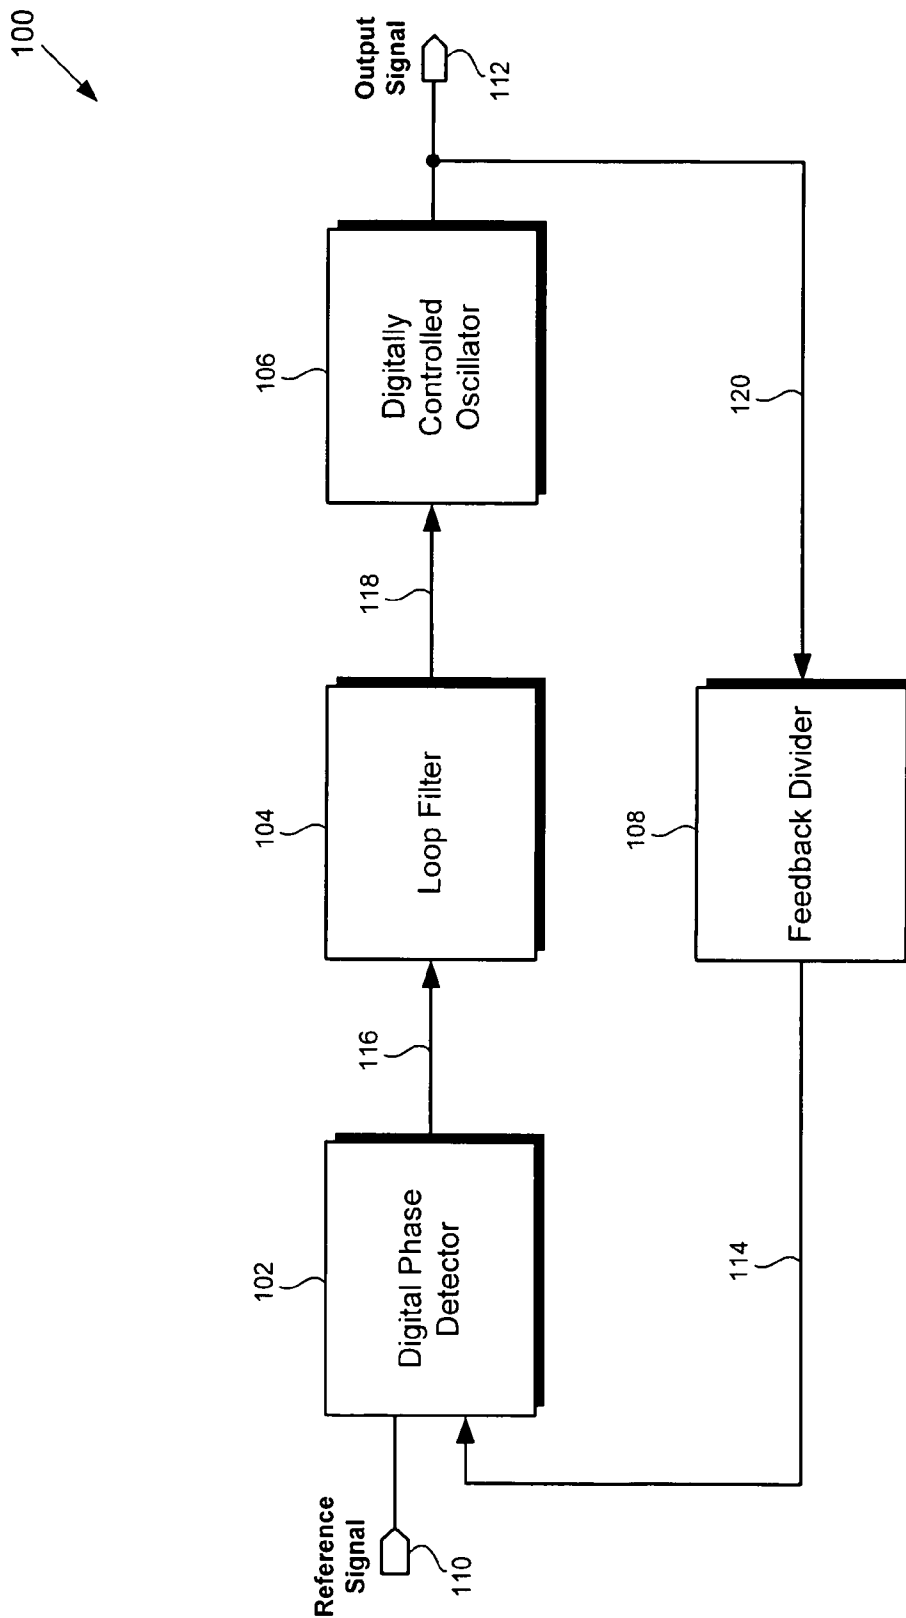 100
Reference
Signal
110
102
Digital Phase
Detector
116
104
Loop Filter
118
106
Digitally
Controlled
Oscillator
Output
Signal
112
114
108
Feedback Divider
120